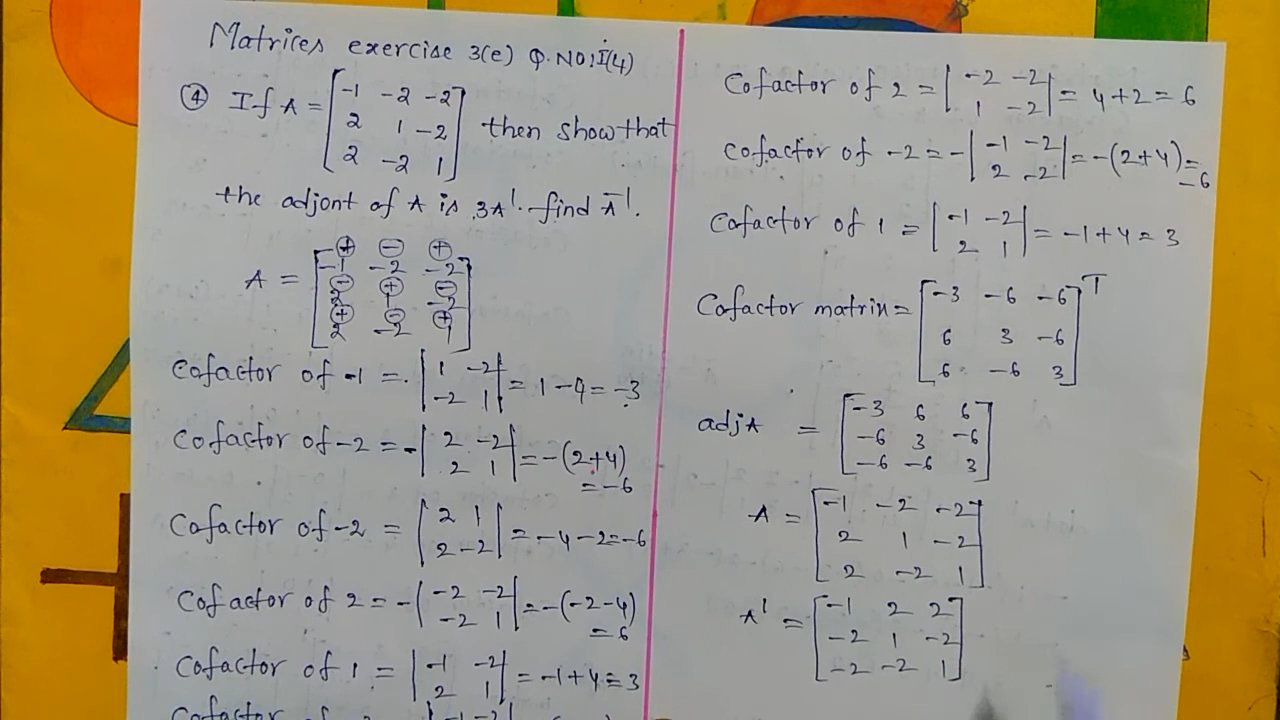 Matrices exercise 3(e) Q.NO:I(4)
④ If A = [-1 -2 -2
2 1 -2
2 -2 1] then show that
the adjont of A is 3A'. find A⁻¹.
A = [-1 -2 -2
2 1 -2
2 -2 1]
⊕ ⊖ ⊕
⊖ ⊕ ⊖
⊕ ⊖ ⊕
Cofactor of -1 = |1 -2
-2 1| = 1-4 = -3
Cofactor of -2 = -|2 -2
2 1| = -(2+4)
= -6
Cofactor of -2 = |2 1
2 -2| = -4-2 = -6
Cofactor of 2 = -|-2 -2
-2 1| = -(-2-4)
= 6
Cofactor of 1 = |-1 -2
2 1| = -1+4 = 3
Cofactor of
Cofactor of 2 = |-2 -2
1 -2| = 4+2 = 6
Cofactor of -2 = -|-1 -2
2 -2| = -(2+4) =
-6
Cofactor of 1 = |-1 -2
2 1| = -1+4 = 3
Cofactor matrix = [-3 -6 -6
6 3 -6
6 -6 3]ᵀ
adjA = [-3 6 6
-6 3 -6
-6 -6 3]
A = [-1 -2 -2
2 1 -2
2 -2 1]
A' = [-1 2 2
-2 1 -2
-2 -2 1]